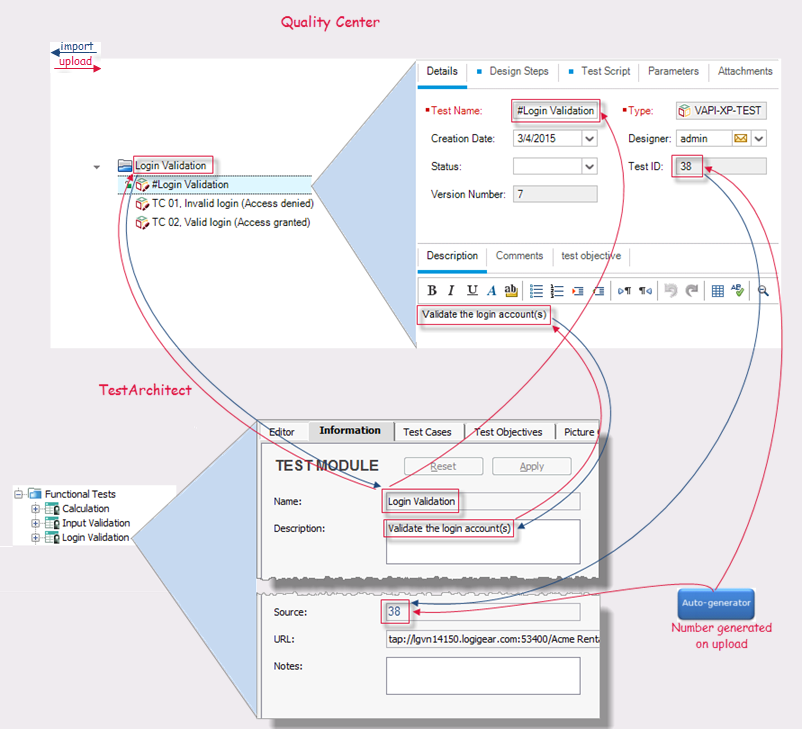 Quality Center
import
upload
Details
Design Steps
Test Script
Parameters
Attachments
Test Name:
#Login Validation
Type:
VAPI-XP-TEST
Creation Date:
3/4/2015
Designer:
admin
Status:
Test ID:
38
Version Number:
7
Login Validation
#Login Validation
TC 01, Invalid login (Access denied)
TC 02, Valid login (Access granted)
Description
Comments
test objective
B I U A ab
Validate the login account(s)
TestArchitect
Editor
Information
Test Cases
Test Objectives
Picture
TEST MODULE
Reset
Apply
Name:
Login Validation
Description:
Validate the login account(s)
Functional Tests
Calculation
Input Validation
Login Validation
Source:
38
URL:
tap://lgvn14150.logigear.com:53400/Acme Renta
Notes:
Auto-generator
Number generated
on upload